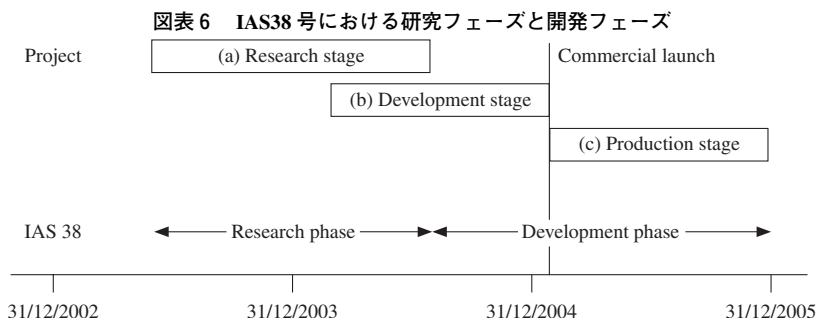 図表6 IAS38号における研究フェーズと開発フェーズ
Project (a) Research stage Commercial launch
(b) Development stage
(c) Production stage
IAS 38 Research phase Development phase
31/12/2002 31/12/2003 31/12/2004 31/12/2005